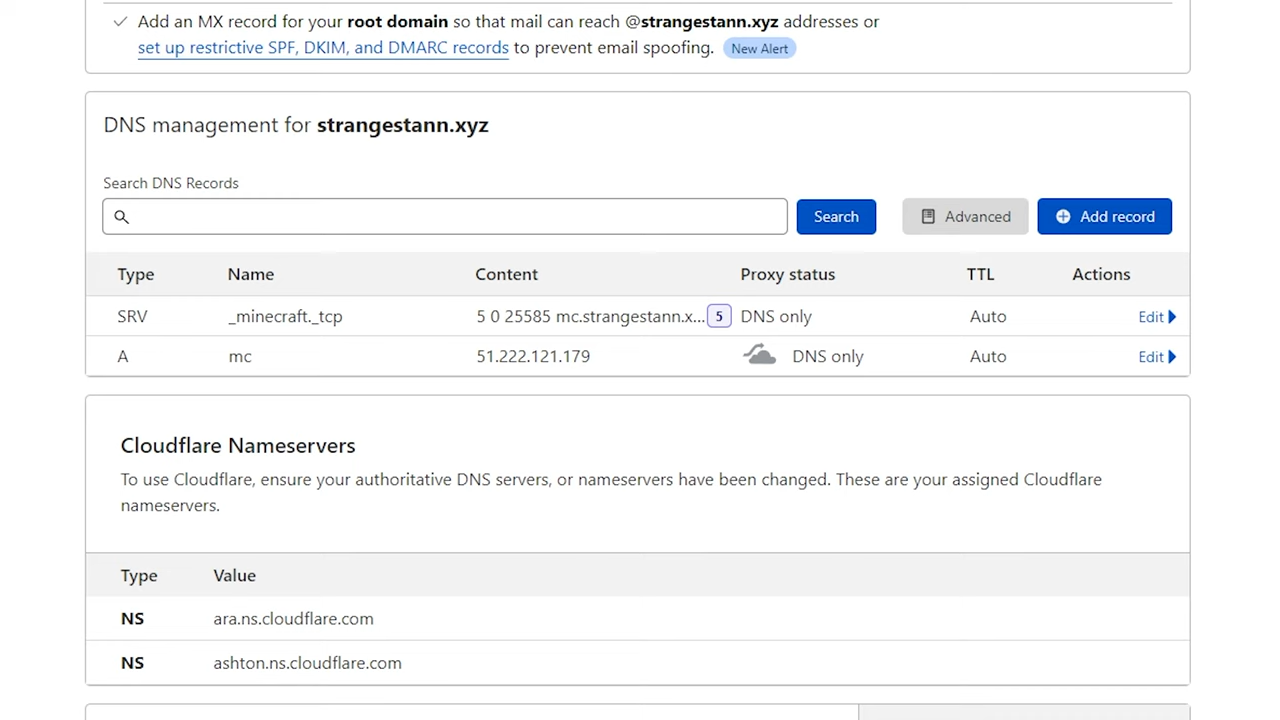 Add an MX record for your root domain so that mail can reach @strangestann.xyz addresses or
set up restrictive SPF, DKIM, and DMARC records to prevent email spoofing. New Alert
DNS management for strangestann.xyz
Search DNS Records
Search Advanced Add record
Type Name Content Proxy status TTL Actions
SRV _minecraft._tcp 5 0 25585 mc.strangestann.x... 5 DNS only Auto Edit
A mc 51.222.121.179 DNS only Auto Edit
Cloudflare Nameservers
To use Cloudflare, ensure your authoritative DNS servers, or nameservers have been changed. These are your assigned Cloudflare
nameservers.
Type Value
NS ara.ns.cloudflare.com
NS ashton.ns.cloudflare.com